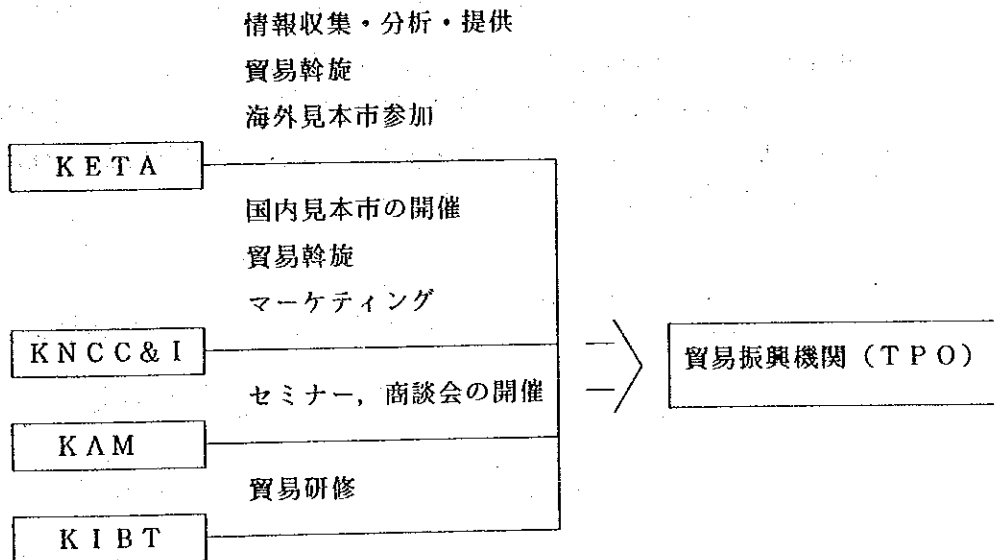 情報収集・分析・提供
貿易斡旋
海外見本市参加
KETA
国内見本市の開催
貿易斡旋
マーケティング
KNCC&I
セミナー,商談会の開催
KAM
貿易研修
KIBT
貿易振興機関(TPO)